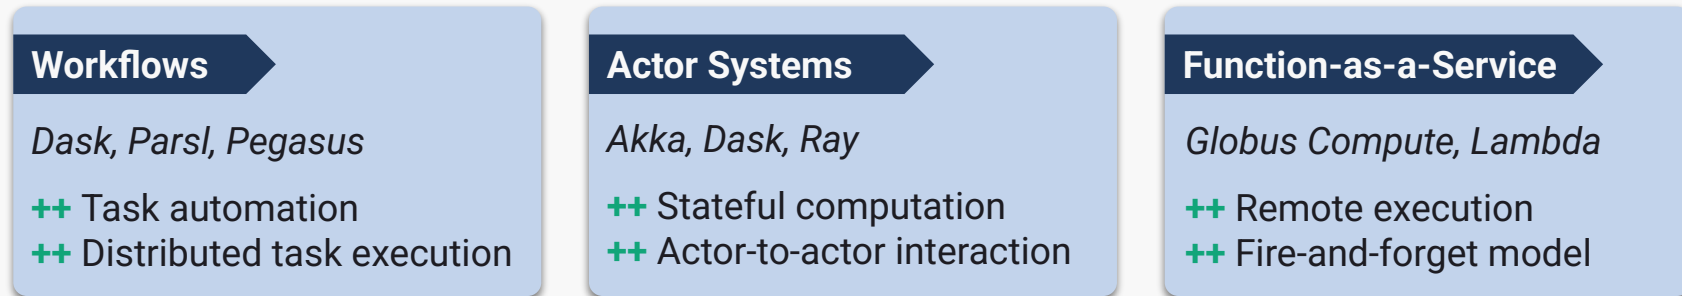 Workflows
Dask, Parsl, Pegasus
++ Task automation
++ Distributed task execution
Actor Systems
Akka, Dask, Ray
++ Stateful computation
++ Actor-to-actor interaction
Function-as-a-Service
Globus Compute, Lambda
++ Remote execution
++ Fire-and-forget model